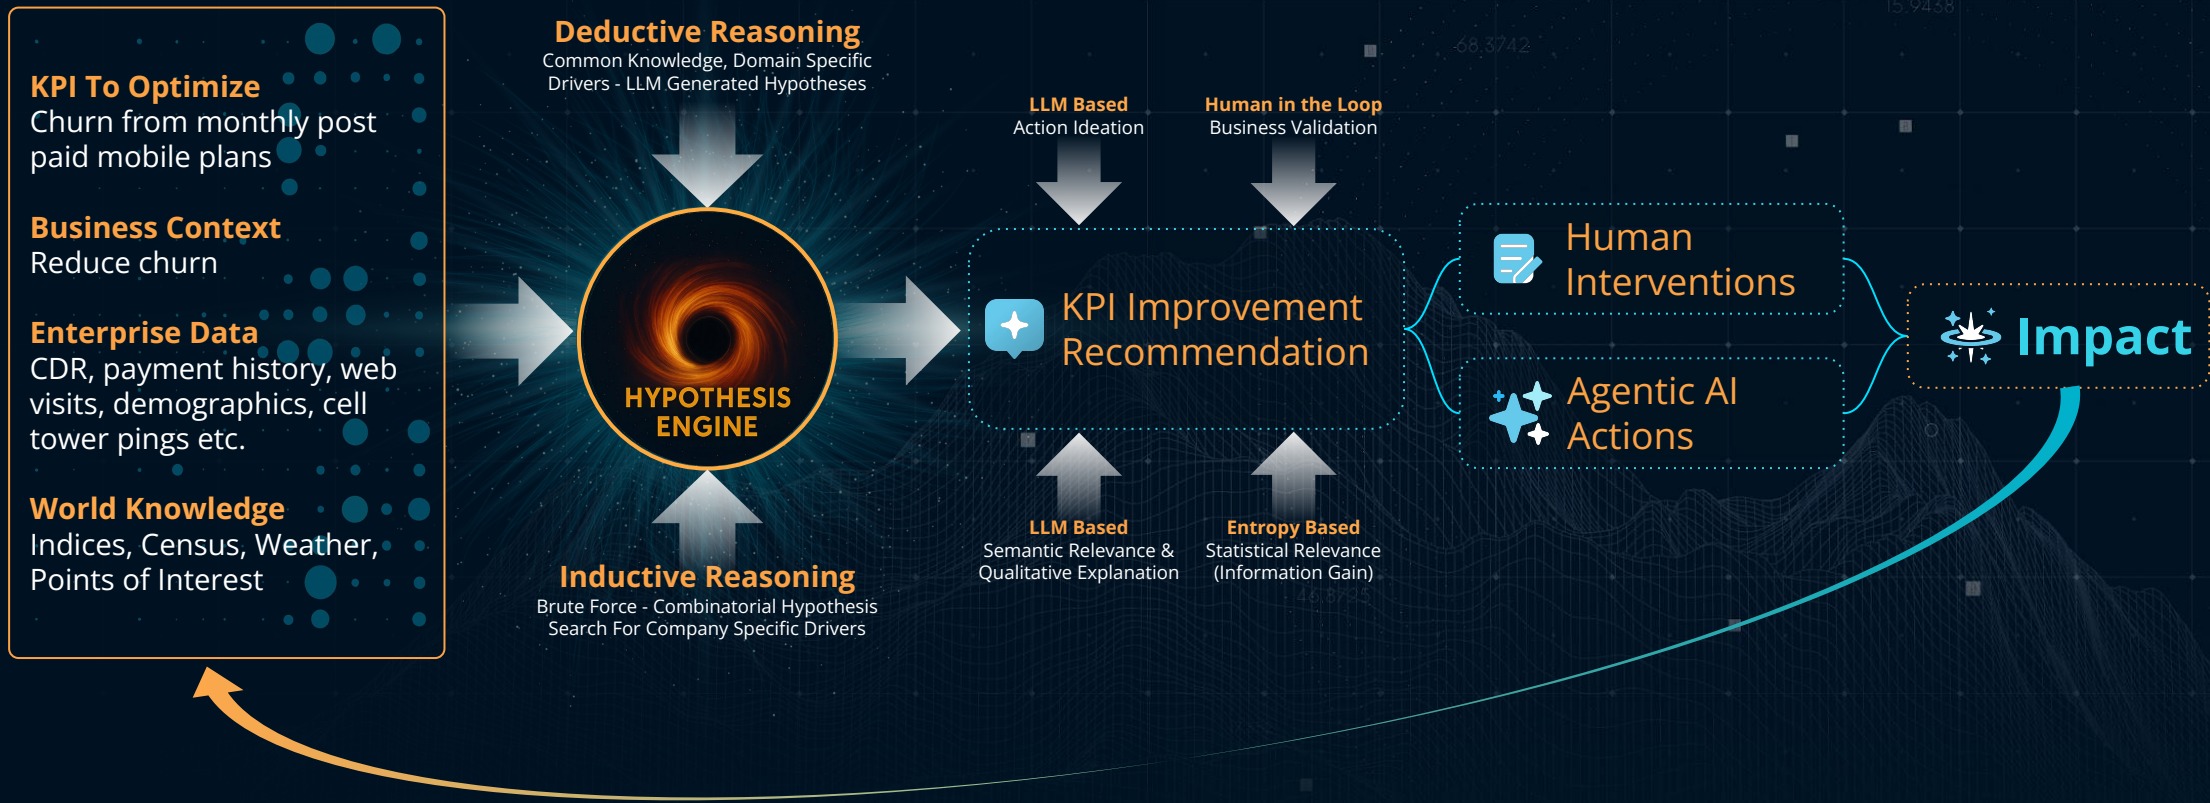 KPI To Optimize
Churn from monthly post
paid mobile plans
Business Context
Reduce churn
Enterprise Data
CDR, payment history, web
visits, demographics, cell
tower pings etc.
World Knowledge
Indices, Census, Weather,
Points of Interest
Deductive Reasoning
Common Knowledge, Domain Specific
Drivers - LLM Generated Hypotheses
HYPOTHESIS
ENGINE
Inductive Reasoning
Brute Force - Combinatorial Hypothesis
Search For Company Specific Drivers
LLM Based
Action Ideation
Human in the Loop
Business Validation
KPI Improvement
Recommendation
LLM Based
Semantic Relevance &
Qualitative Explanation
Entropy Based
Statistical Relevance
(Information Gain)
Human
Interventions
Agentic AI
Actions
Impact
-68.3742
15.9438